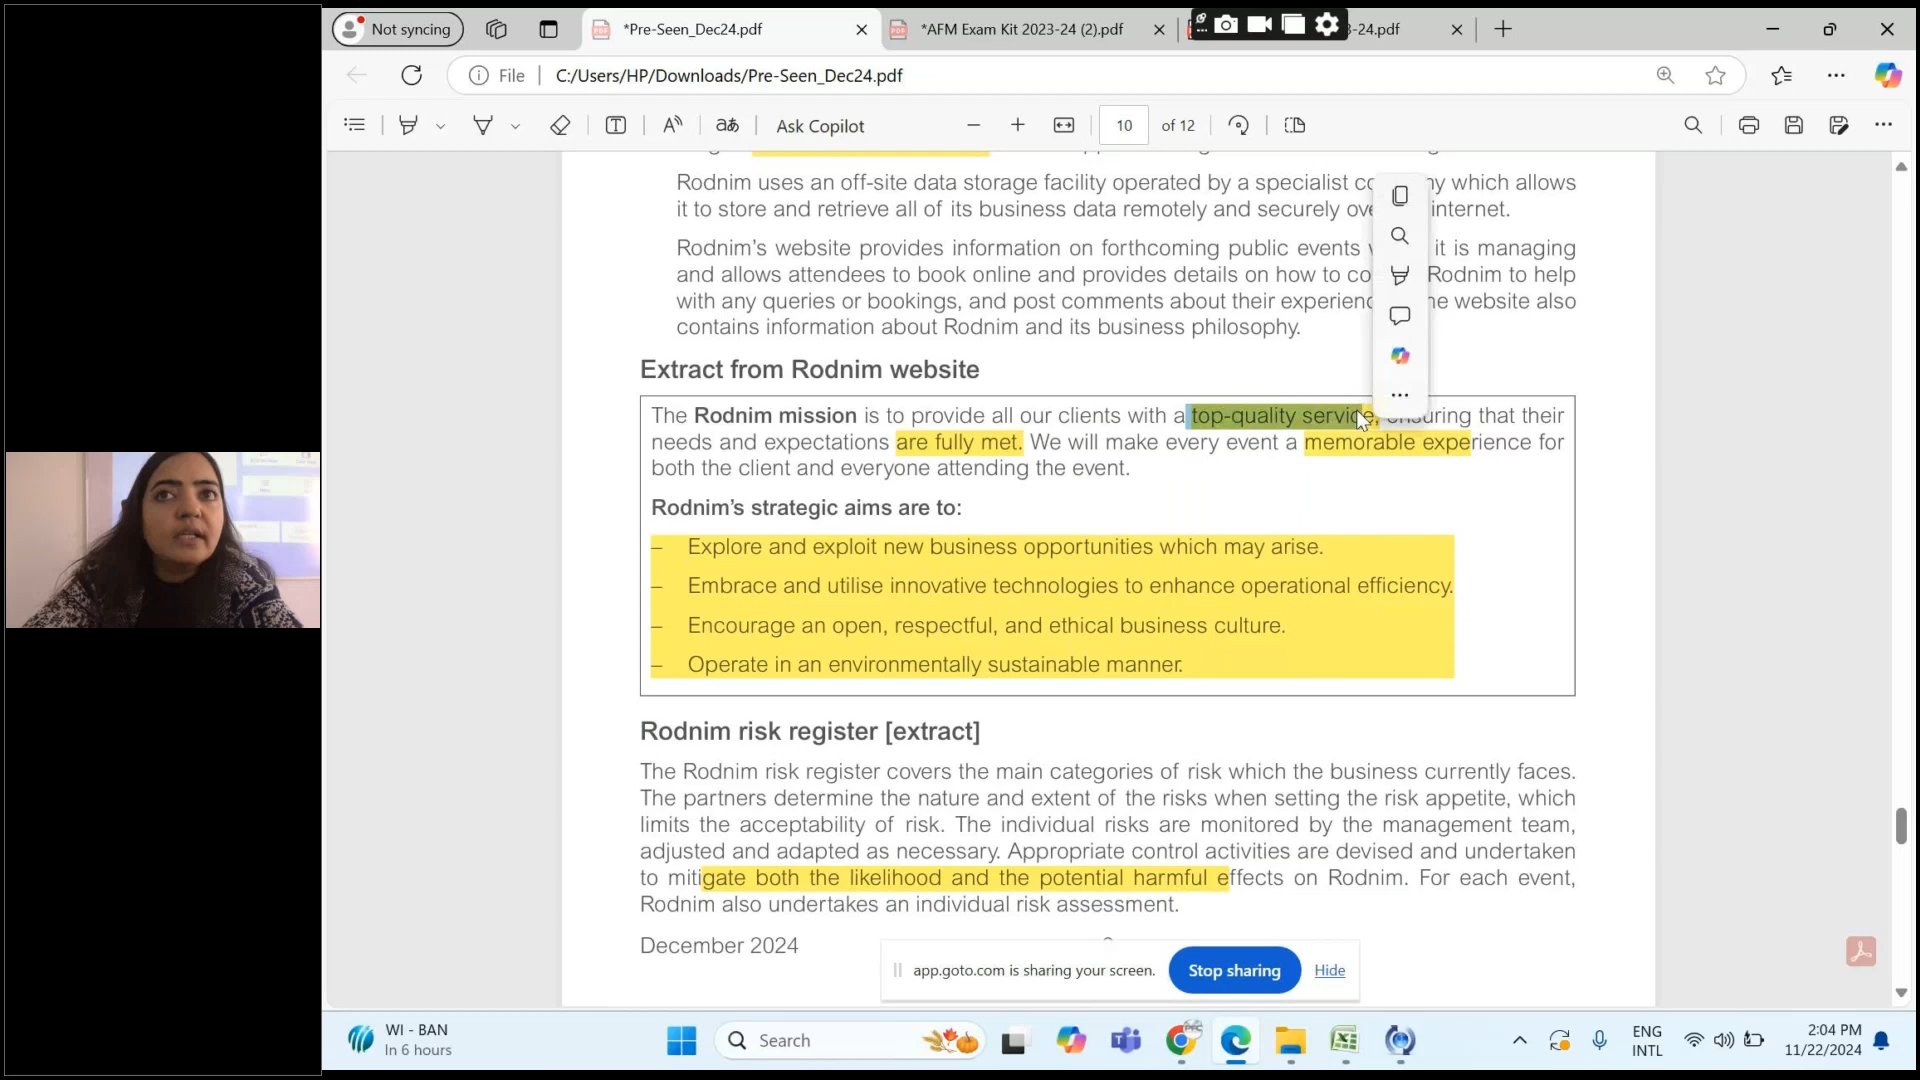 Not syncing
*Pre-Seen_Dec24.pdf
*AFM Exam Kit 2023-24 (2).pdf
3-24.pdf
File
C:/Users/HP/Downloads/Pre-Seen_Dec24.pdf
Ask Copilot
10
of 12
Rodnim uses an off-site data storage facility operated by a specialist co ny which allows
it to store and retrieve all of its business data remotely and securely ov internet.
Rodnim's website provides information on forthcoming public events it is managing
and allows attendees to book online and provides details on how to co Rodnim to help
with any queries or bookings, and post comments about their experienc he website also
contains information about Rodnim and its business philosophy.
Extract from Rodnim website
The Rodnim mission is to provide all our clients with a top-quality service, ensuring that their
needs and expectations are fully met. We will make every event a memorable experience for
both the client and everyone attending the event.
Rodnim's strategic aims are to:
– Explore and exploit new business opportunities which may arise.
– Embrace and utilise innovative technologies to enhance operational efficiency.
– Encourage an open, respectful, and ethical business culture.
– Operate in an environmentally sustainable manner.
Rodnim risk register [extract]
The Rodnim risk register covers the main categories of risk which the business currently faces.
The partners determine the nature and extent of the risks when setting the risk appetite, which
limits the acceptability of risk. The individual risks are monitored by the management team,
adjusted and adapted as necessary. Appropriate control activities are devised and undertaken
to mitigate both the likelihood and the potential harmful effects on Rodnim. For each event,
Rodnim also undertakes an individual risk assessment.
December 2024
app.goto.com is sharing your screen.
Stop sharing
Hide
WI - BAN
In 6 hours
Search
ENG
INTL
2:04 PM
11/22/2024